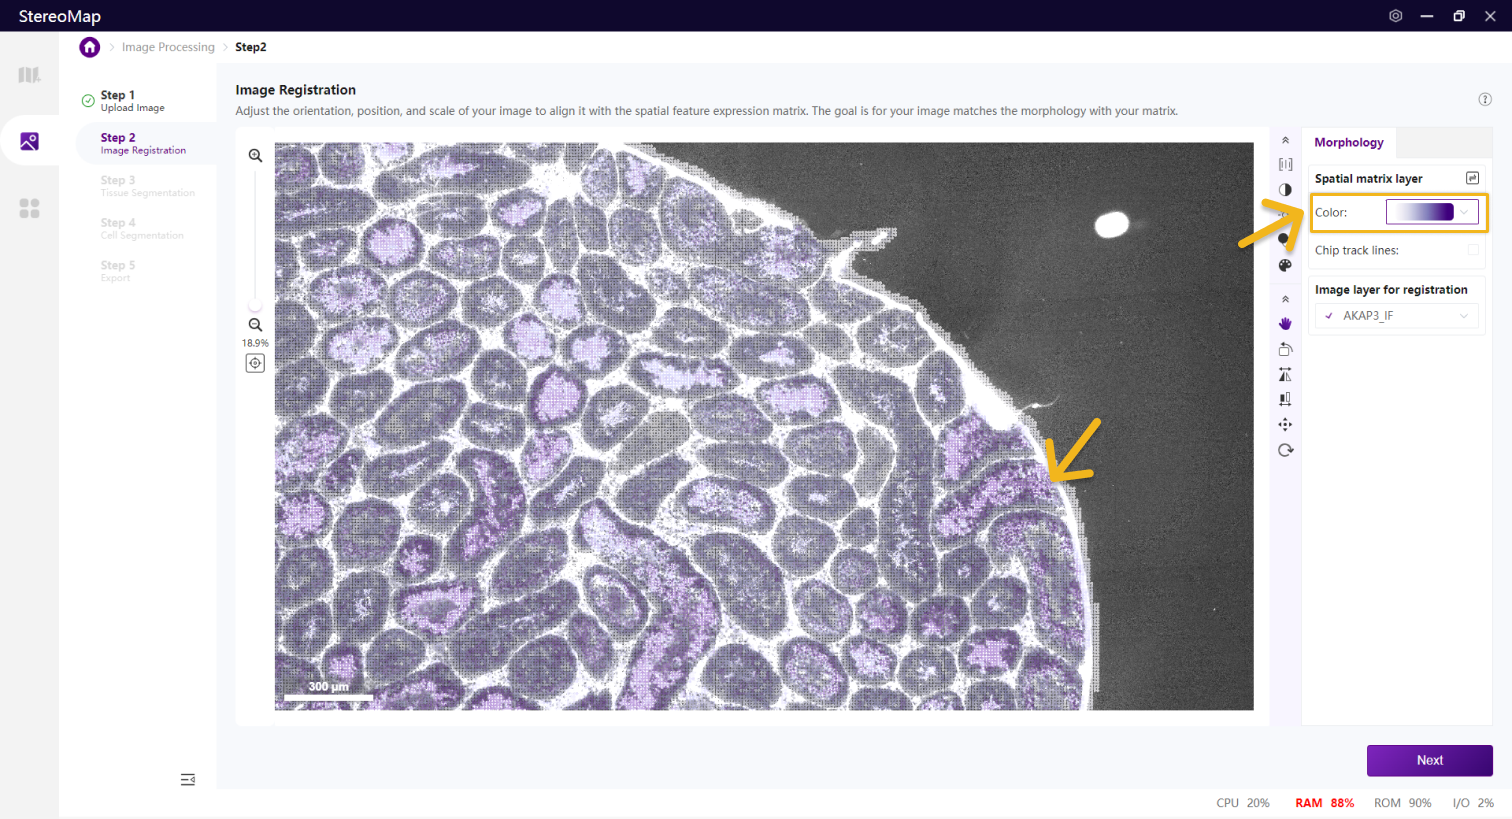 StereoMap
Image Processing
Step2
Step 1
Upload Image
Step 2
Image Registration
Step 3
Tissue Segmentation
Step 4
Cell Segmentation
Step 5
Export
Image Registration
Adjust the orientation, position, and scale of your image to align it with the spatial feature expression matrix. The goal is for your image matches the morphology with your matrix.
18.9%
300 μm
Morphology
Spatial matrix layer
Color:
Chip track lines:
Image layer for registration
AKAP3_IF
Next
CPU 20% RAM 88% ROM 90% I/O 2%